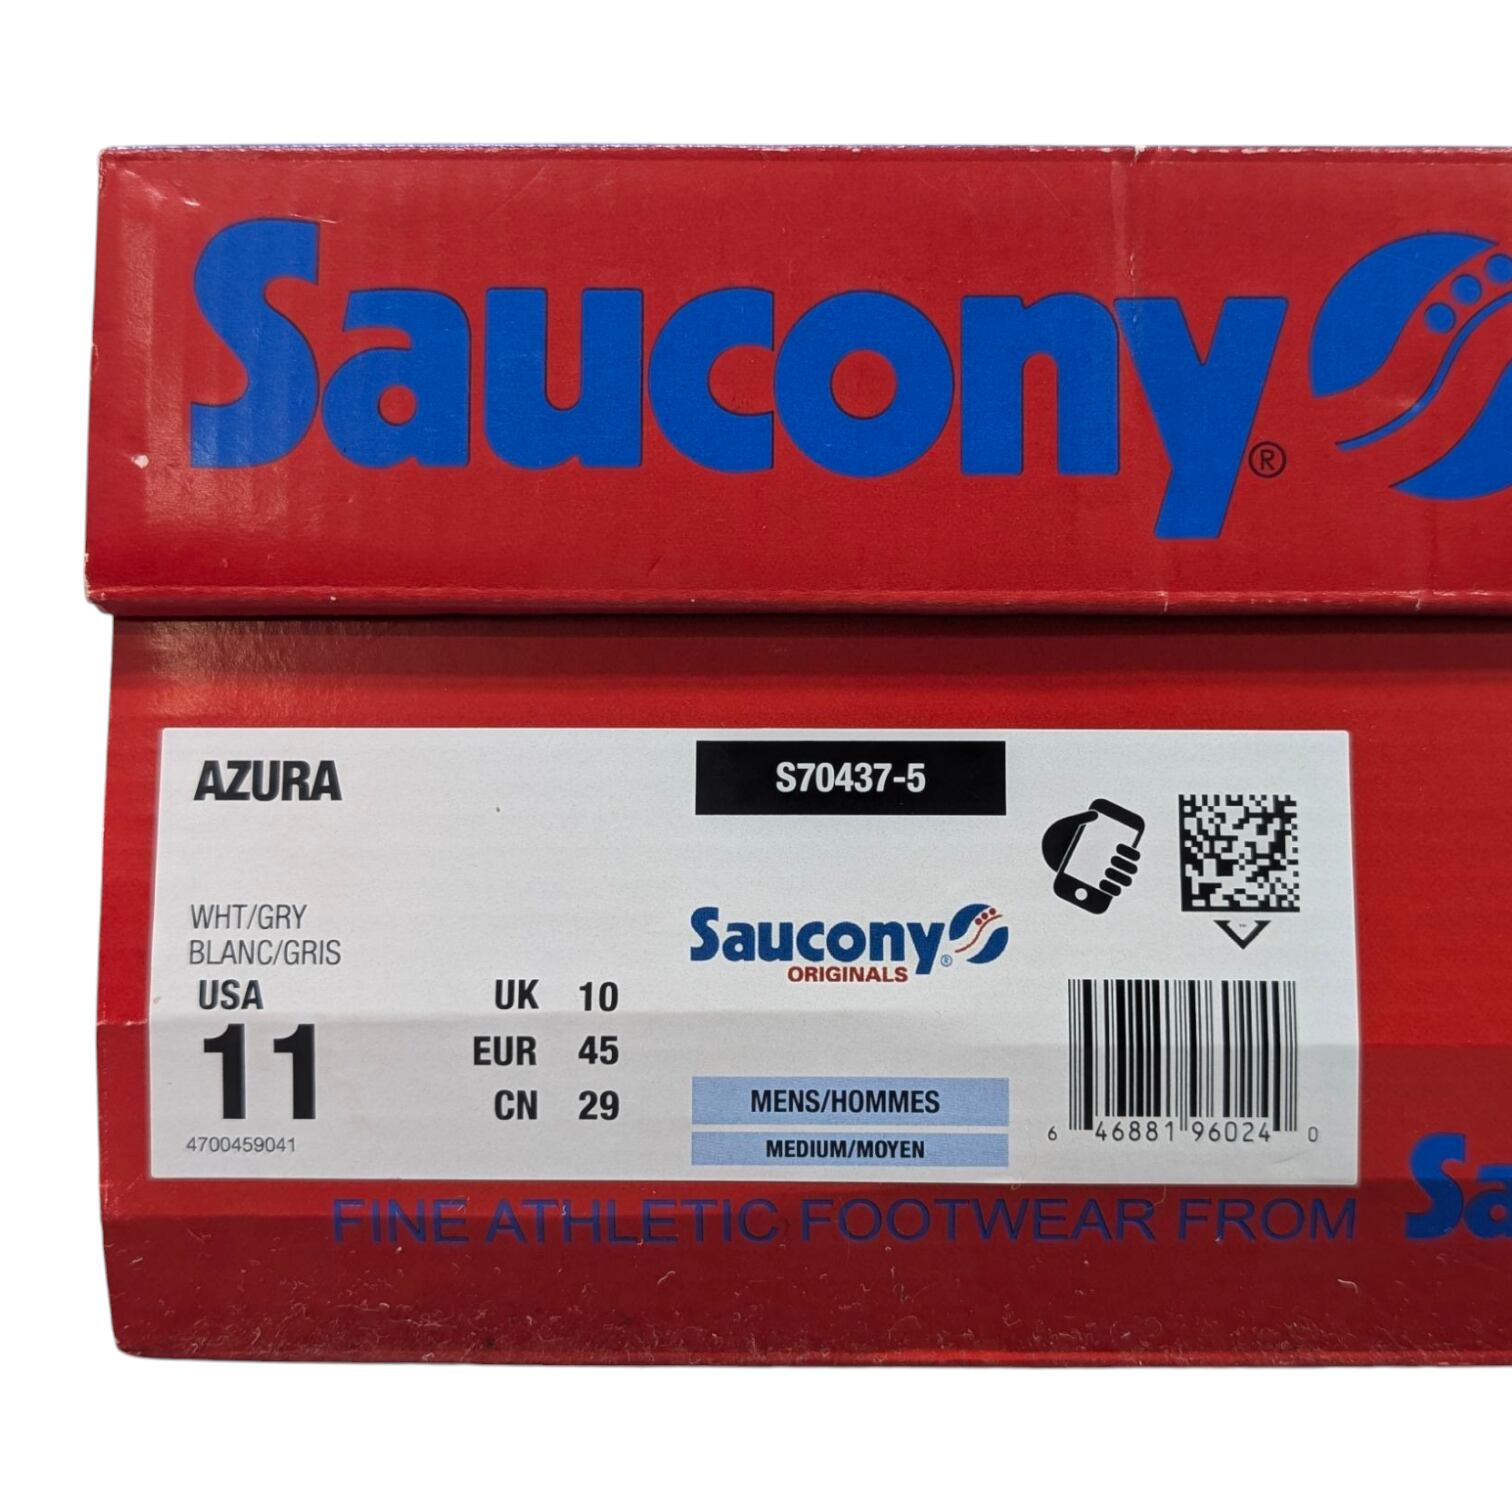 Saucony®
AZURA
S70437-5
WHT/GRY
BLANC/GRIS
Saucony®
ORIGINALS
USA
11
UK 10
EUR 45
CN 29
4700459041
MENS/HOMMES
MEDIUM/MOYEN
6 46881 96024 0
FINE ATHLETIC FOOTWEAR FROM Sa